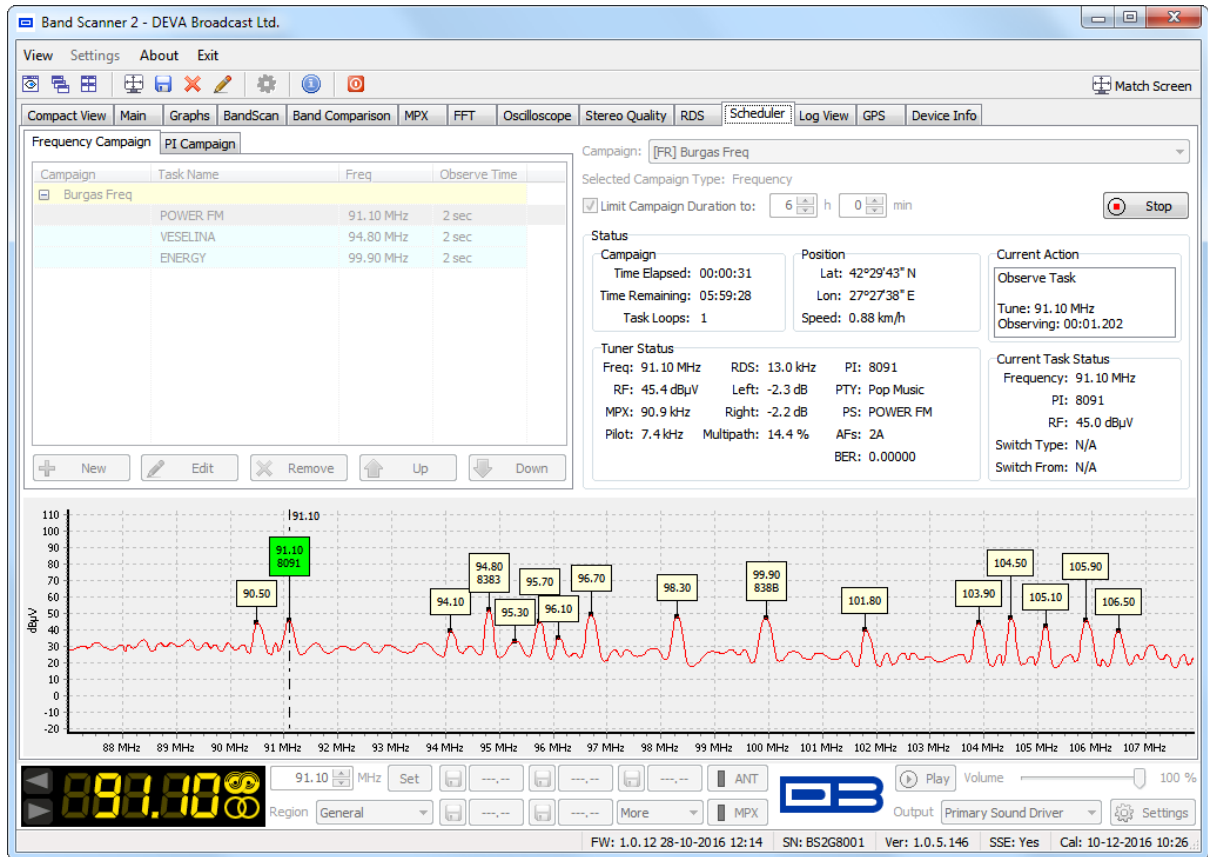 Band Scanner 2 - DEVA Broadcast Ltd.
View Settings About Exit
Match Screen
Compact View Main Graphs BandScan Band Comparison MPX FFT Oscilloscope Stereo Quality RDS Scheduler Log View GPS Device Info
Frequency Campaign PI Campaign
Campaign Task Name Freq Observe Time
Burgas Freq
POWER FM 91.10 MHz 2 sec
VESELINA 94.80 MHz 2 sec
ENERGY 99.90 MHz 2 sec
New Edit Remove Up Down
Campaign: [FR] Burgas Freq
Selected Campaign Type: Frequency
Limit Campaign Duration to: 6 h 0 min
Stop
Status
Campaign
Time Elapsed: 00:00:31
Time Remaining: 05:59:28
Task Loops: 1
Position
Lat: 42°29'43" N
Lon: 27°27'38" E
Speed: 0.88 km/h
Current Action
Observe Task
Tune: 91.10 MHz
Observing: 00:01.202
Tuner Status
Freq: 91.10 MHz RDS: 13.0 kHz PI: 8091
RF: 45.4 dBµV Left: -2.3 dB PTY: Pop Music
MPX: 90.9 kHz Right: -2.2 dB PS: POWER FM
Pilot: 7.4 kHz Multipath: 14.4 % AFs: 2A
BER: 0.00000
Current Task Status
Frequency: 91.10 MHz
PI: 8091
RF: 45.0 dBµV
Switch Type: N/A
Switch From: N/A
dBµV
110
100
90
80
70
60
50
40
30
20
10
0
-10
-20
91.10
90.50
91.10
8091
94.10
94.80
8383
95.30
95.70
96.10
96.70
98.30
99.90
838B
101.80
103.90
104.50
105.10
105.90
106.50
88 MHz 89 MHz 90 MHz 91 MHz 92 MHz 93 MHz 94 MHz 95 MHz 96 MHz 97 MHz 98 MHz 99 MHz 100 MHz 101 MHz 102 MHz 103 MHz 104 MHz 105 MHz 106 MHz 107 MHz
91.10
91.10 MHz Set ---,-- ---,-- ---,-- ANT
Region General ---,-- ---,-- More MPX
DB
Play Volume 100 %
Output Primary Sound Driver Settings
FW: 1.0.12 28-10-2016 12:14 SN: BS2G8001 Ver: 1.0.5.146 SSE: Yes Cal: 10-12-2016 10:26